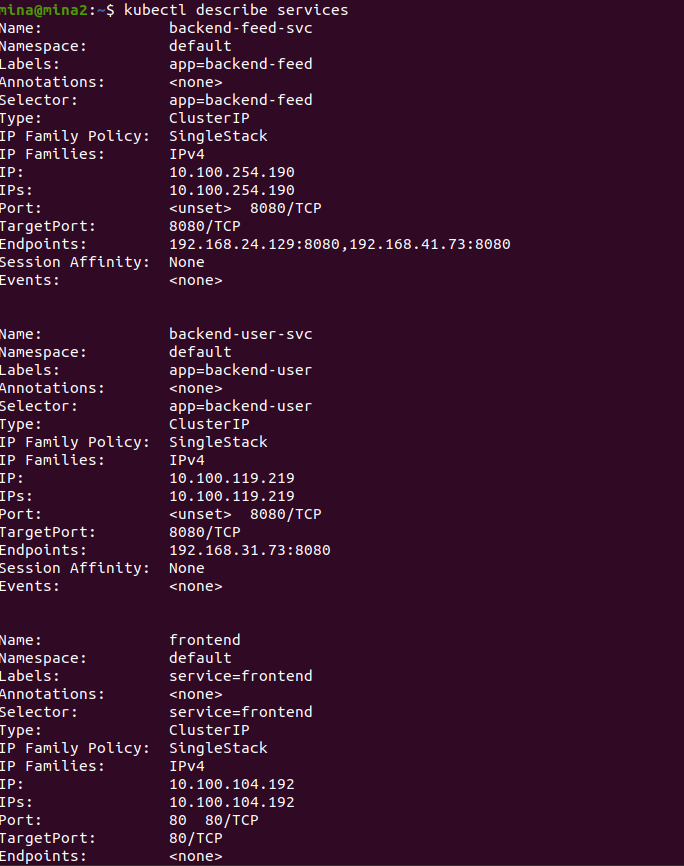 mina@mina2:~$ kubectl describe services
Name:              backend-feed-svc
Namespace:         default
Labels:            app=backend-feed
Annotations:       <none>
Selector:          app=backend-feed
Type:              ClusterIP
IP Family Policy:  SingleStack
IP Families:       IPv4
IP:                10.100.254.190
IPs:               10.100.254.190
Port:              <unset>  8080/TCP
TargetPort:        8080/TCP
Endpoints:         192.168.24.129:8080,192.168.41.73:8080
Session Affinity:  None
Events:            <none>
Name:              backend-user-svc
Namespace:         default
Labels:            app=backend-user
Annotations:       <none>
Selector:          app=backend-user
Type:              ClusterIP
IP Family Policy:  SingleStack
IP Families:       IPv4
IP:                10.100.119.219
IPs:               10.100.119.219
Port:              <unset>  8080/TCP
TargetPort:        8080/TCP
Endpoints:         192.168.31.73:8080
Session Affinity:  None
Events:            <none>
Name:              frontend
Namespace:         default
Labels:            service=frontend
Annotations:       <none>
Selector:          service=frontend
Type:              ClusterIP
IP Family Policy:  SingleStack
IP Families:       IPv4
IP:                10.100.104.192
IPs:               10.100.104.192
Port:              80  80/TCP
TargetPort:        80/TCP
Endpoints:         <none>